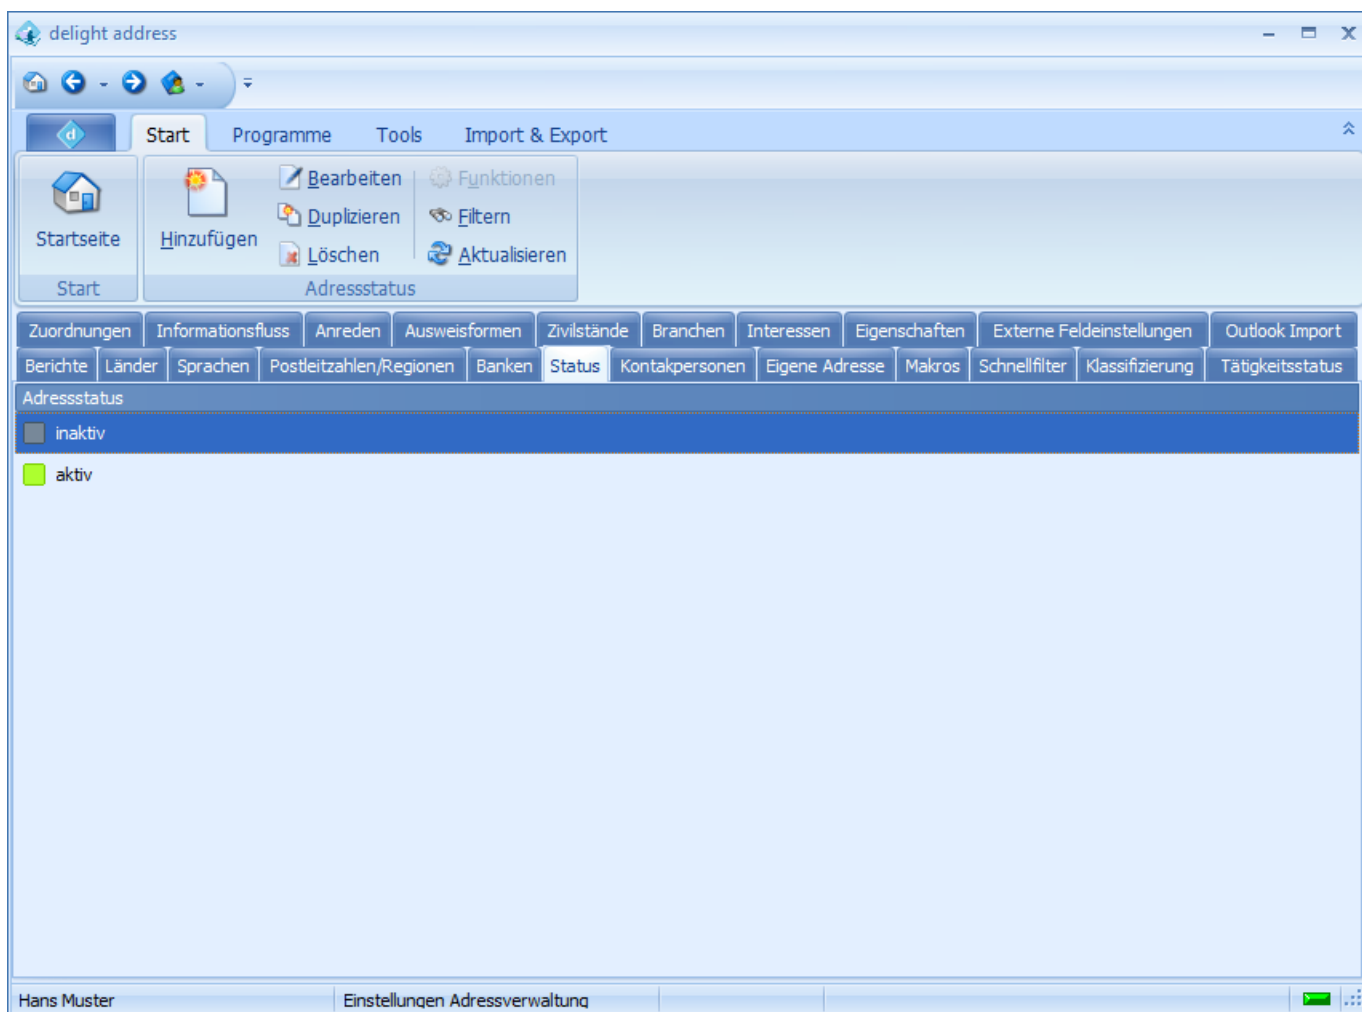 delight address
Start Programme Tools Import & Export
Bearbeiten Funktionen
Duplizieren Filtern
Startseite Hinzufügen Löschen Aktualisieren
Start Adressstatus
Zuordnungen Informationsfluss Anreden Ausweisformen Zivilstände Branchen Interessen Eigenschaften Externe Feldeinstellungen Outlook Import
Berichte Länder Sprachen Postleitzahlen/Regionen Banken Status Kontakpersonen Eigene Adresse Makros Schnellfilter Klassifizierung Tätigkeitsstatus
Adressstatus
inaktiv
aktiv
Hans Muster Einstellungen Adressverwaltung